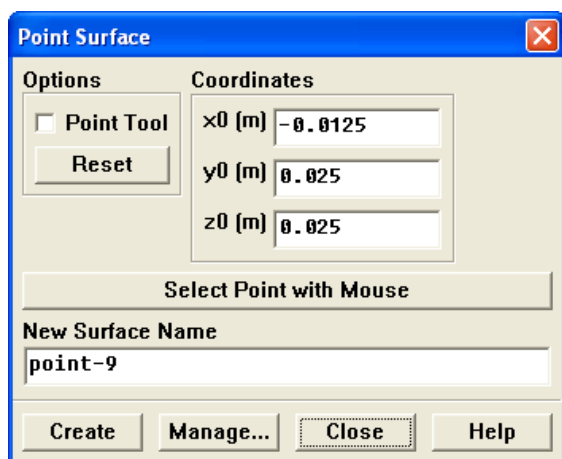 Point Surface
Options
Coordinates
Point Tool
Reset
x0 (m) -0.0125
y0 (m) 0.025
z0 (m) 0.025
Select Point with Mouse
New Surface Name
point-9
Create Manage... Close Help